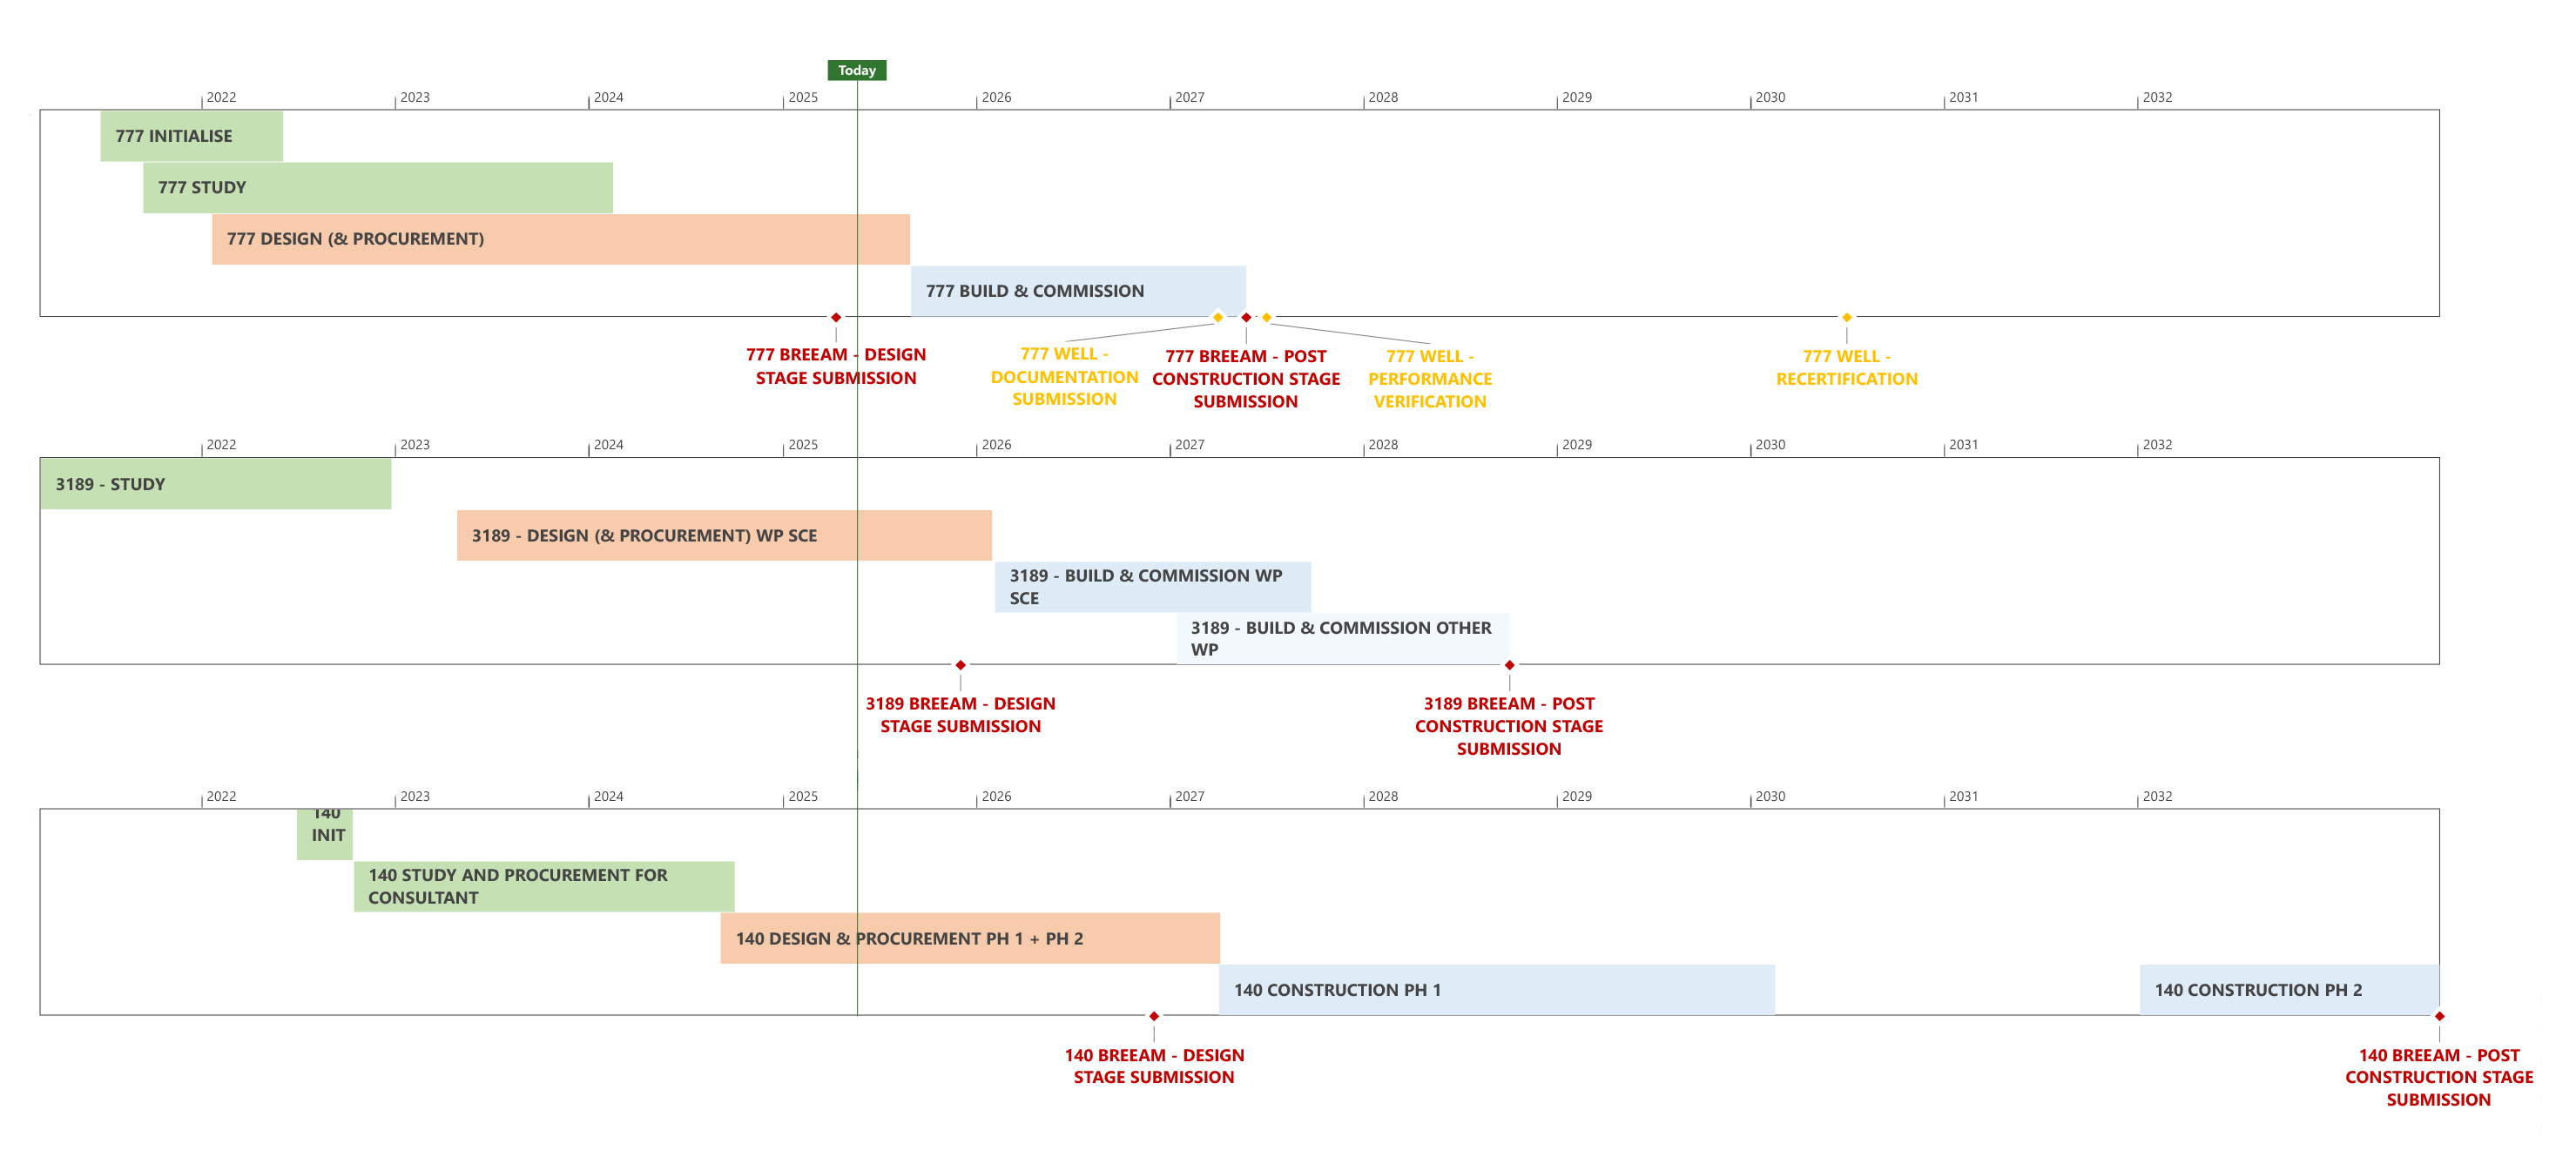 Today
2022 2023 2024 2025 2026 2027 2028 2029 2030 2031 2032
777 INITIALISE
777 STUDY
777 DESIGN (& PROCUREMENT)
777 BUILD & COMMISSION
777 BREEAM - DESIGN
STAGE SUBMISSION
777 WELL -
DOCUMENTATION
SUBMISSION
777 BREEAM - POST
CONSTRUCTION STAGE
SUBMISSION
777 WELL -
PERFORMANCE
VERIFICATION
777 WELL -
RECERTIFICATION
2022 2023 2024 2025 2026 2027 2028 2029 2030 2031 2032
3189 - STUDY
3189 - DESIGN (& PROCUREMENT) WP SCE
3189 - BUILD & COMMISSION WP
SCE
3189 - BUILD & COMMISSION OTHER
WP
3189 BREEAM - DESIGN
STAGE SUBMISSION
3189 BREEAM - POST
CONSTRUCTION STAGE
SUBMISSION
2022 2023 2024 2025 2026 2027 2028 2029 2030 2031 2032
140
INIT
140 STUDY AND PROCUREMENT FOR
CONSULTANT
140 DESIGN & PROCUREMENT PH 1 + PH 2
140 CONSTRUCTION PH 1
140 CONSTRUCTION PH 2
140 BREEAM - DESIGN
STAGE SUBMISSION
140 BREEAM - POST
CONSTRUCTION STAGE
SUBMISSION